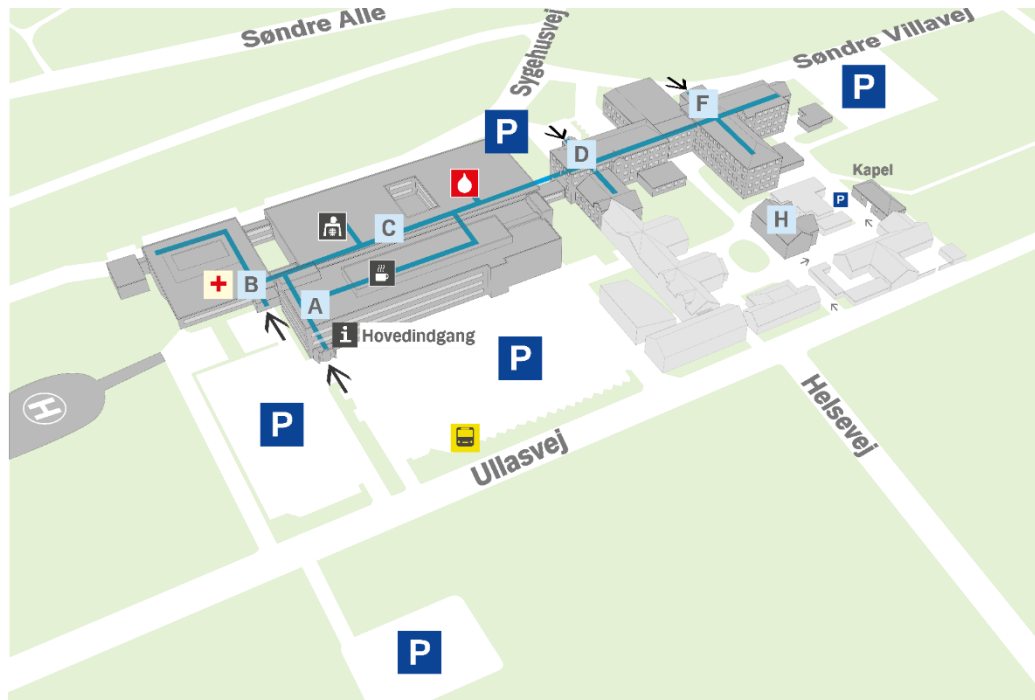 Søndre Alle
Sygehusvej
Søndre Villavej
P
P
F
D
Kapel
P
H
C
B
A
i Hovedindgang
P
H
P
Ullasvej
Helsevej
P